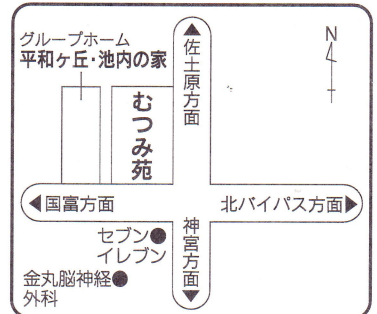 グループホーム
平和ヶ丘・池内の家
むつみ苑
▲佐土原方面
N
◀国富方面
北バイパス方面▶
神宮方面▼
セブン●
イレブン
金丸脳神経●
外科